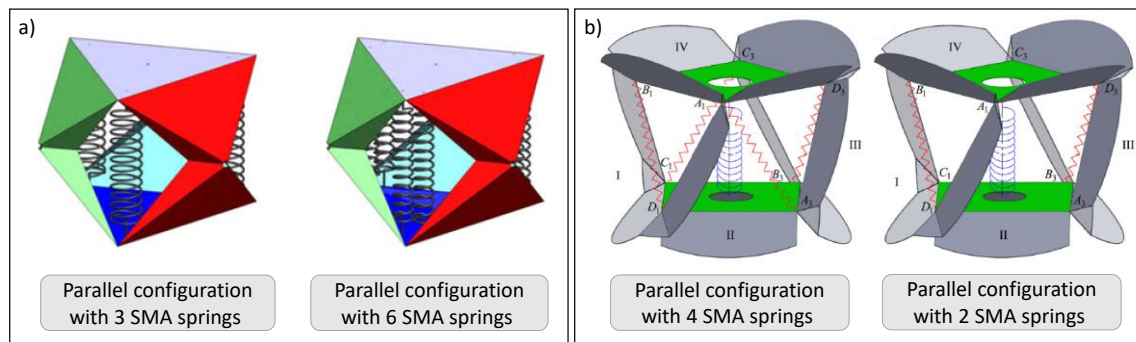 a)
Parallel configuration
with 3 SMA springs
Parallel configuration
with 6 SMA springs
b)
IV
C3
B1
A1
D3
III
I
C1
B3
D1
A3
II
Parallel configuration
with 4 SMA springs
IV
C3
B1
A1
D3
III
I
C1
B3
D1
A3
II
Parallel configuration
with 2 SMA springs